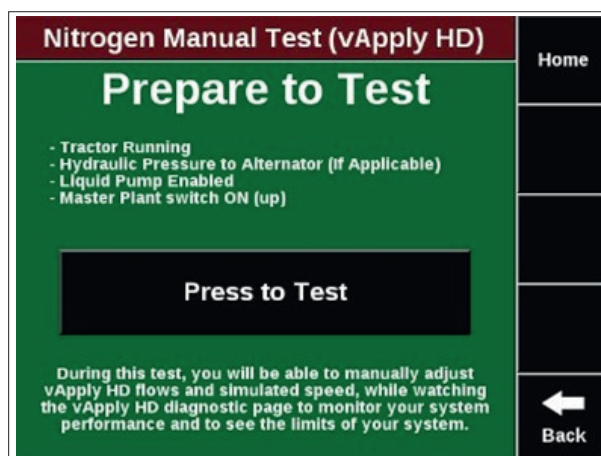 Nitrogen Manual Test (vApply HD)
Home
Prepare to Test
- Tractor Running
- Hydraulic Pressure to Alternator (If Applicable)
- Liquid Pump Enabled
- Master Plant switch ON (up)
Press to Test
During this test, you will be able to manually adjust
vApply HD flows and simulated speed, while watching
the vApply HD diagnostic page to monitor your system
performance and to see the limits of your system.
Back